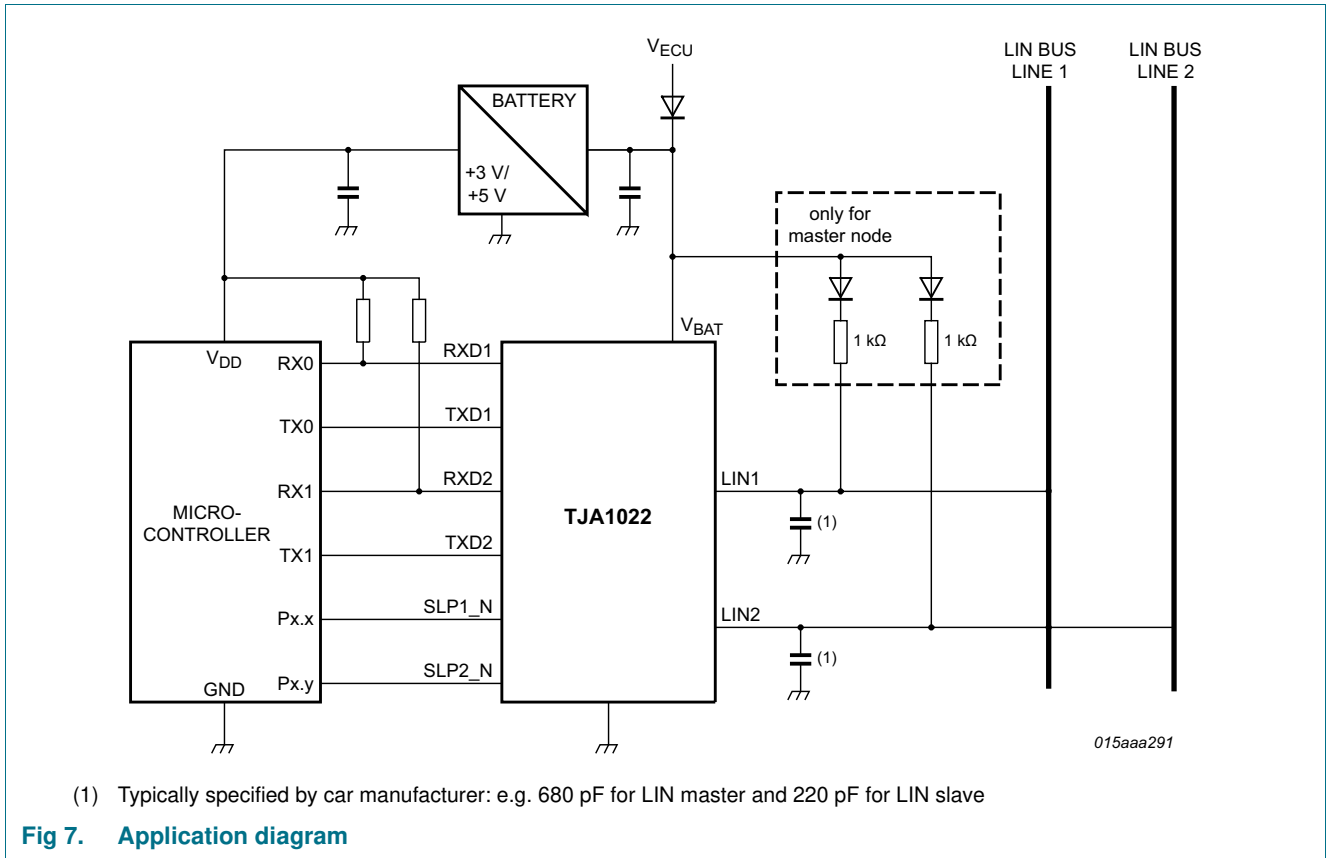 V_ECU
LIN BUS
LINE 1
LIN BUS
LINE 2
BATTERY
+3 V/
+5 V
only for
master node
V_BAT
1 kΩ
1 kΩ
V_DD
RX0
RXD1
TX0
TXD1
RX1
RXD2
LIN1
MICRO-
CONTROLLER
TJA1022
(1)
TX1
TXD2
Px.x
SLP1_N
LIN2
(1)
GND
Px.y
SLP2_N
015aaa291
(1) Typically specified by car manufacturer: e.g. 680 pF for LIN master and 220 pF for LIN slave
Fig 7. Application diagram